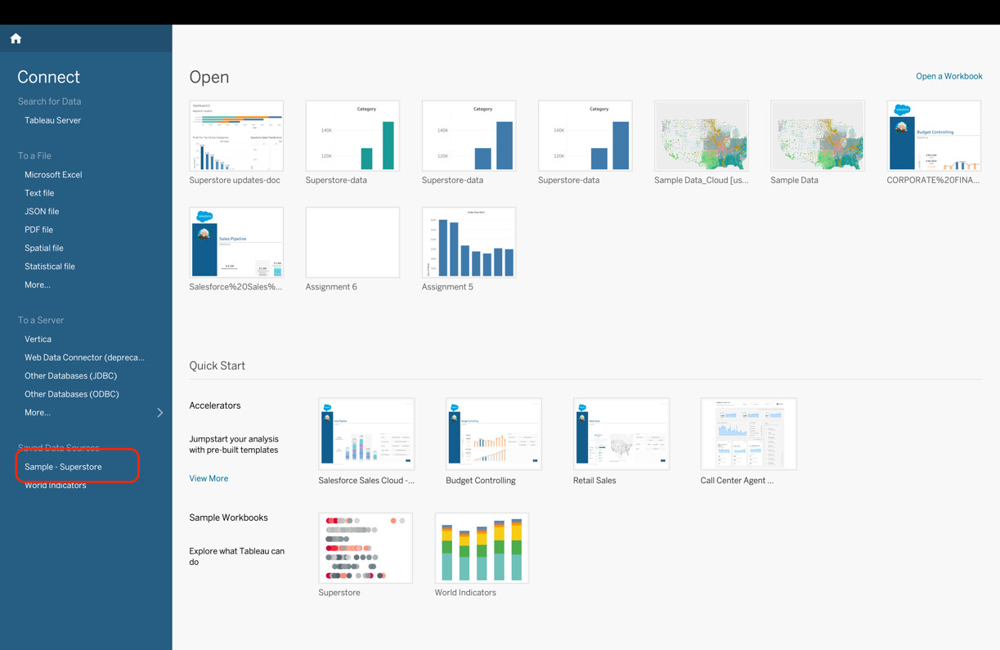 Connect
Search for Data
Tableau Server
To a File
Microsoft Excel
Text file
JSON file
PDF file
Spatial file
Statistical file
More...
To a Server
Vertica
Web Data Connector (depreca...
Other Databases (JDBC)
Other Databases (ODBC)
More...
Saved Data Sources
Sample - Superstore
World Indicators
Open
Open a Workbook
Dashboard 2
Category
140K
120K
Category
140K
120K
Category
140K
120K
Budget Controlling
Superstore updates-doc
Superstore-data
Superstore-data
Superstore-data
Sample Data_Cloud [us...
Sample Data
CORPORATE%20FINA...
Sales Pipeline
Salesforce%20Sales%...
Assignment 6
Assignment 5
Quick Start
Accelerators
Jumpstart your analysis
with pre-built templates
View More
Salesforce Sales Cloud -...
Budget Controlling
Retail Sales
Call Center Agent ...
Sample Workbooks
Explore what Tableau can
do
Superstore
World Indicators